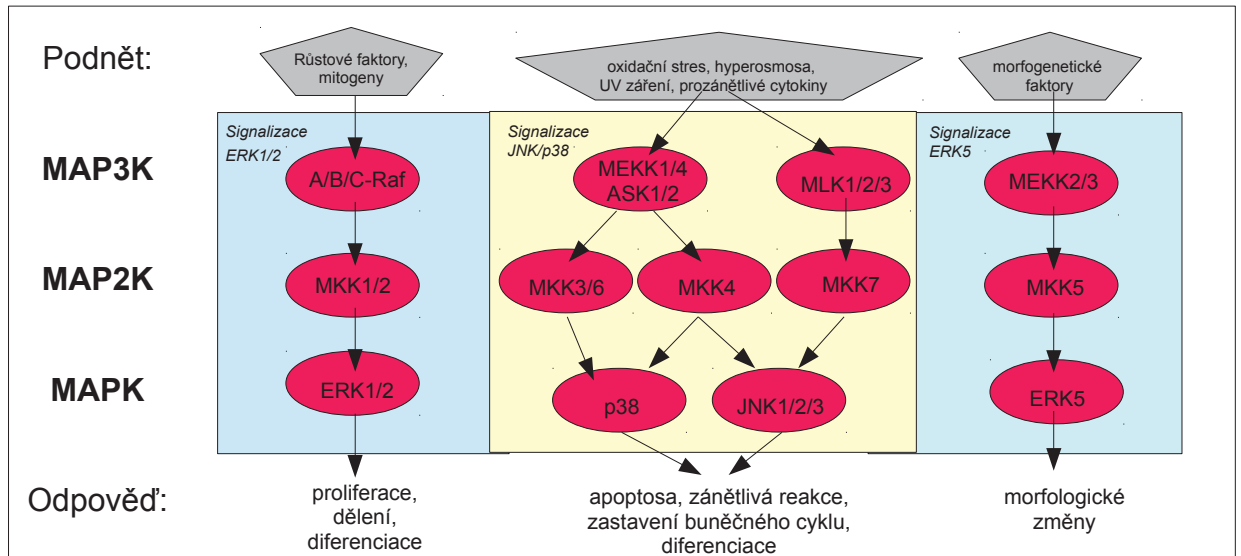 Podnět:
Růstové faktory,
mitogeny
oxidační stres, hyperosmosa,
UV záření, prozánětlivé cytokiny
morfogenetické
faktory
Signalizace
ERK1/2
Signalizace
JNK/p38
Signalizace
ERK5
MAP3K
A/B/C-Raf
MEKK1/4
ASK1/2
MLK1/2/3
MEKK2/3
MAP2K
MKK1/2
MKK3/6
MKK4
MKK7
MKK5
MAPK
ERK1/2
p38
JNK1/2/3
ERK5
Odpověď:
proliferace,
dělení,
diferenciace
apoptosa, zánětlivá reakce,
zastavení buněčného cyklu,
diferenciace
morfologické
změny